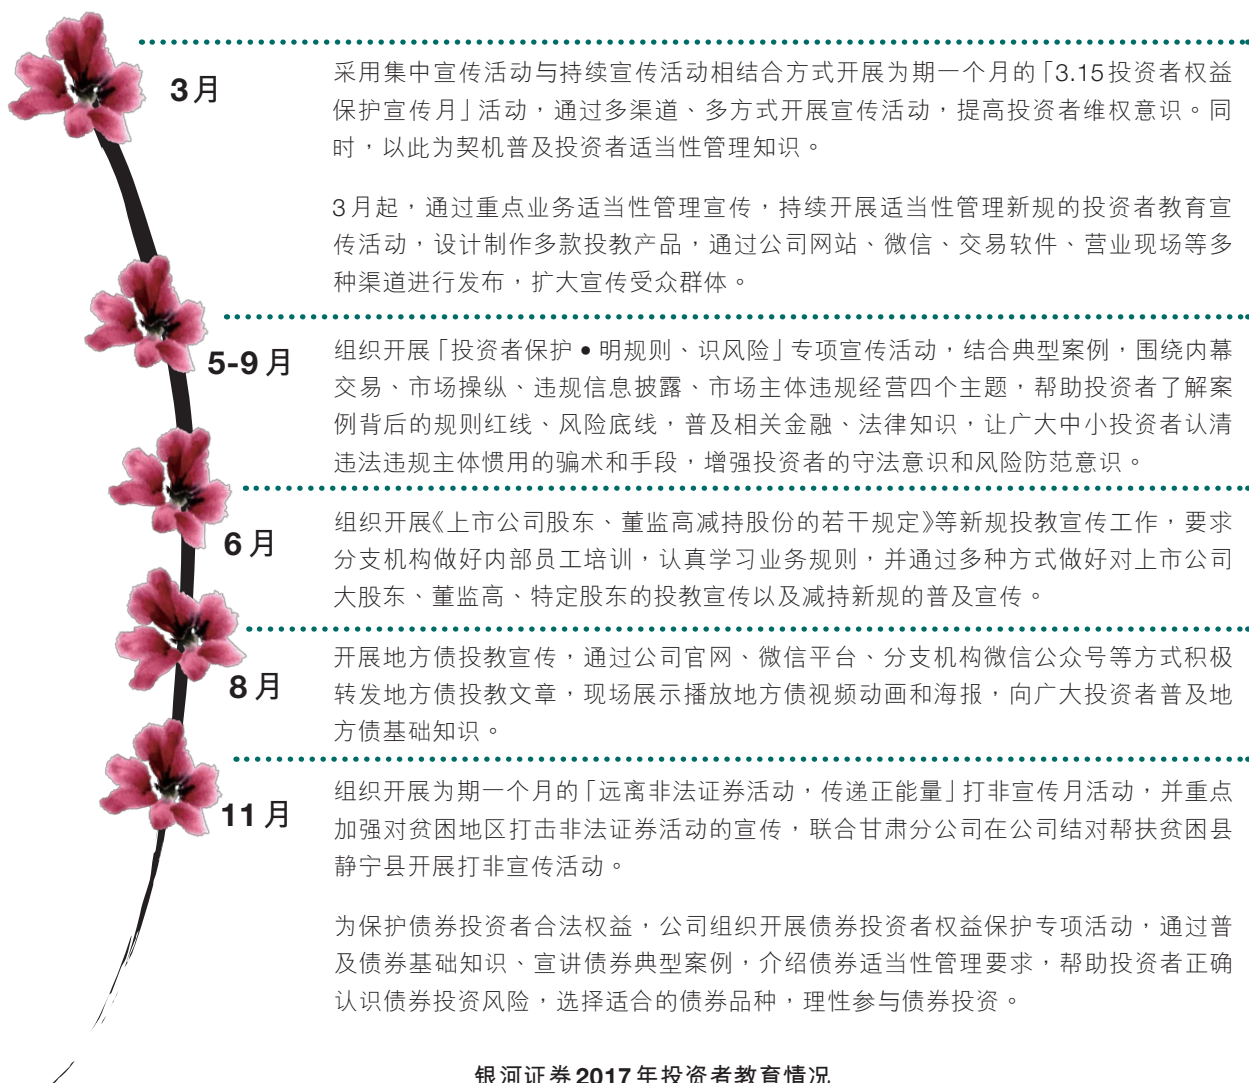 3月
采用集中宣传活动与持续宣传活动相结合方式开展为期一个月的「3.15投资者权益
保护宣传月」活动，通过多渠道、多方式开展宣传活动，提高投资者维权意识。同
时，以此为契机普及投资者适当性管理知识。
3月起，通过重点业务适当性管理宣传，持续开展适当性管理新规的投资者教育宣
传活动，设计制作多款投教产品，通过公司网站、微信、交易软件、营业现场等多
种渠道进行发布，扩大宣传受众群体。
5-9月
组织开展「投资者保护•明规则、识风险」专项宣传活动，结合典型案例，围绕内幕
交易、市场操纵、违规信息披露、市场主体违规经营四个主题，帮助投资者了解案
例背后的规则红线、风险底线，普及相关金融、法律知识，让广大中小投资者认清
违法违规主体惯用的骗术和手段，增强投资者的守法意识和风险防范意识。
6月
组织开展《上市公司股东、董监高减持股份的若干规定》等新规投教宣传工作，要求
分支机构做好内部员工培训，认真学习业务规则，并通过多种方式做好对上市公司
大股东、董监高、特定股东的投教宣传以及减持新规的普及宣传。
8月
开展地方债投教宣传，通过公司官网、微信平台、分支机构微信公众号等方式积极
转发地方债投教文章，现场展示播放地方债视频动画和海报，向广大投资者普及地
方债基础知识。
11月
组织开展为期一个月的「远离非法证券活动，传递正能量」打非宣传月活动，并重点
加强对贫困地区打击非法证券活动的宣传，联合甘肃分公司在公司结对帮扶贫困县
静宁县开展打非宣传活动。
为保护债券投资者合法权益，公司组织开展债券投资者权益保护专项活动，通过普
及债券基础知识、宣讲债券典型案例，介绍债券适当性管理要求，帮助投资者正确
认识债券投资风险，选择适合的债券品种，理性参与债券投资。
银河证券2017年投资者教育情况